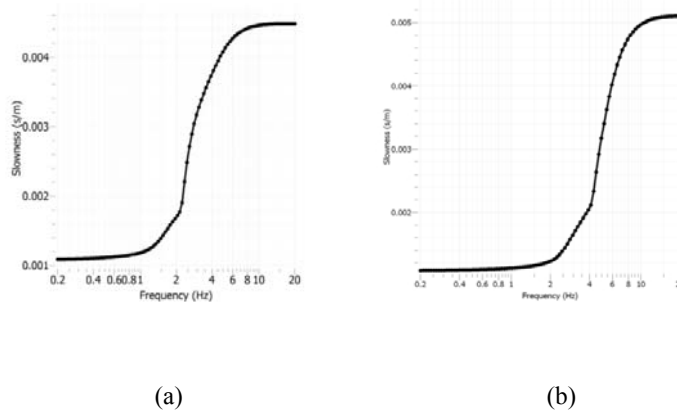 0.004
0.003
0.002
0.001
Slowness (s/m)
0.2 0.4 0.60.81 2 4 6 8 10 20
Frequency (Hz)
(a)
0.005
0.004
0.003
0.002
Slowness (s/m)
0.2 0.4 0.6 0.8 1 2 4 6 8 10 2
Frequency (Hz)
(b)